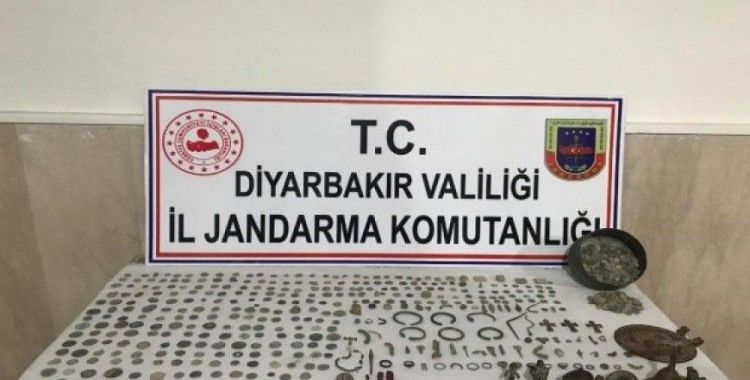 T.C.
DİYARBAKIR VALİLİĞİ
İL JANDARMA KOMUTANLIĞI